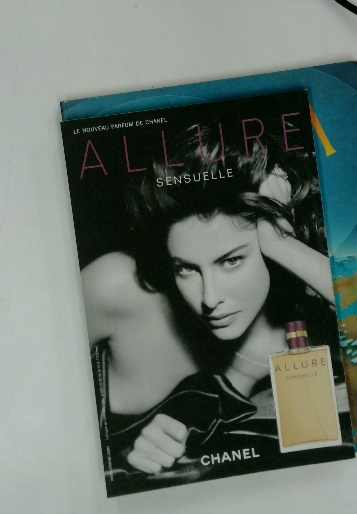 LE NOUVEAU PARFUM DE CHANEL
ALLURE
SENSUELLE
ALLURE
SENSUELLE
CHANEL